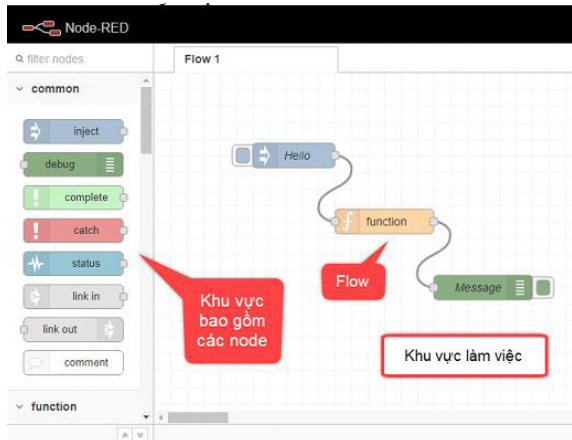 Node-RED
filter nodes
Flow 1
common
inject
debug
complete
catch
status
link in
link out
comment
function
Hello
function
Message
Flow
Khu vực
bao gồm
các node
Khu vực làm việc